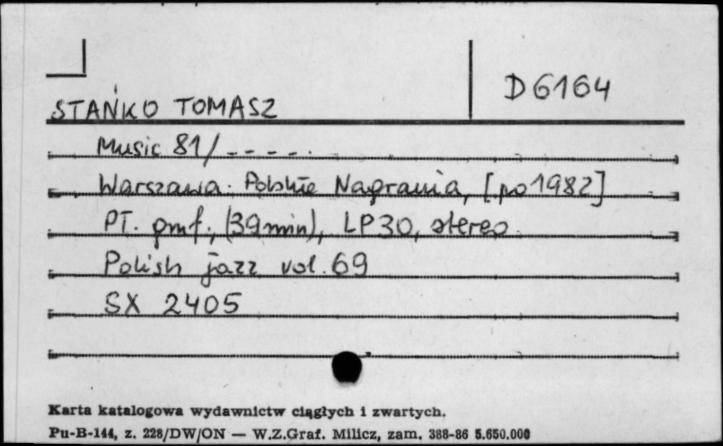 D6164
STAŃKO TOMASZ
Music 81/ - - - - -
Warszawa: Polskie Nagrania, [po 1982]
PT. pmf., (39 min), LP30, stereo
Polish jazz vol. 69
SX 2405
Karta katalogowa wydawnictw ciągłych i zwartych.
Pu-B-144, z. 228/DW/ON — W.Z.Graf. Milicz, zam. 388-86 5.650.000